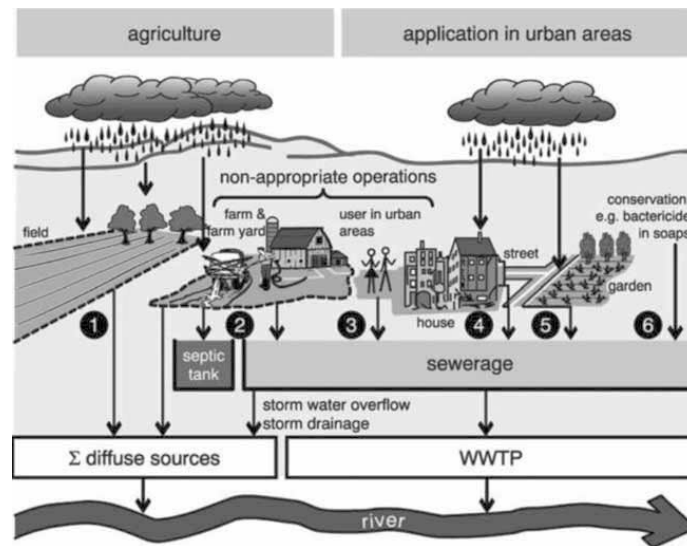 agriculture
application in urban areas
non-appropriate operations
field
farm &
farm yard
user in urban
areas
conservation
e.g. bactericide
in soaps
street
garden
house
1
2
3
4
5
6
septic
tank
sewerage
storm water overflow
storm drainage
Σ diffuse sources
WWTP
river